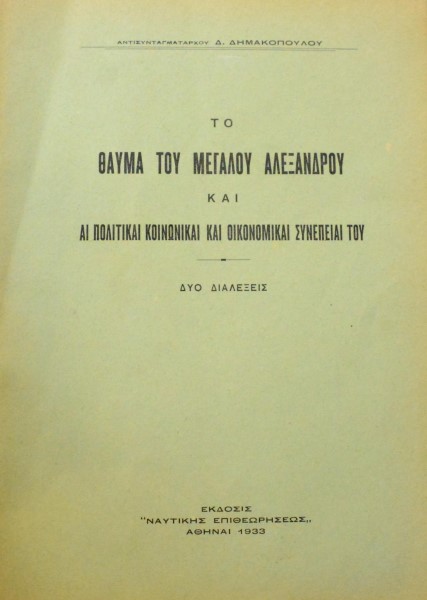 ΑΝΤΙΣΥΝΤΑΓΜΑΤΑΡΧΟΥ Δ. ΔΗΜΑΚΟΠΟΥΛΟΥ
ΤΟ
ΘΑΥΜΑ ΤΟΥ ΜΕΓΑΛΟΥ ΑΛΕΞΑΝΔΡΟΥ
ΚΑΙ
ΑΙ ΠΟΛΙΤΙΚΑΙ ΚΟΙΝΩΝΙΚΑΙ ΚΑΙ ΟΙΚΟΝΟΜΙΚΑΙ ΣΥΝΕΠΕΙΑΙ ΤΟΥ
ΔΥΟ ΔΙΑΛΕΞΕΙΣ
ΕΚΔΟΣΙΣ
"ΝΑΥΤΙΚΗΣ ΕΠΙΘΕΩΡΗΣΕΩΣ„
ΑΘΗΝΑΙ 1933